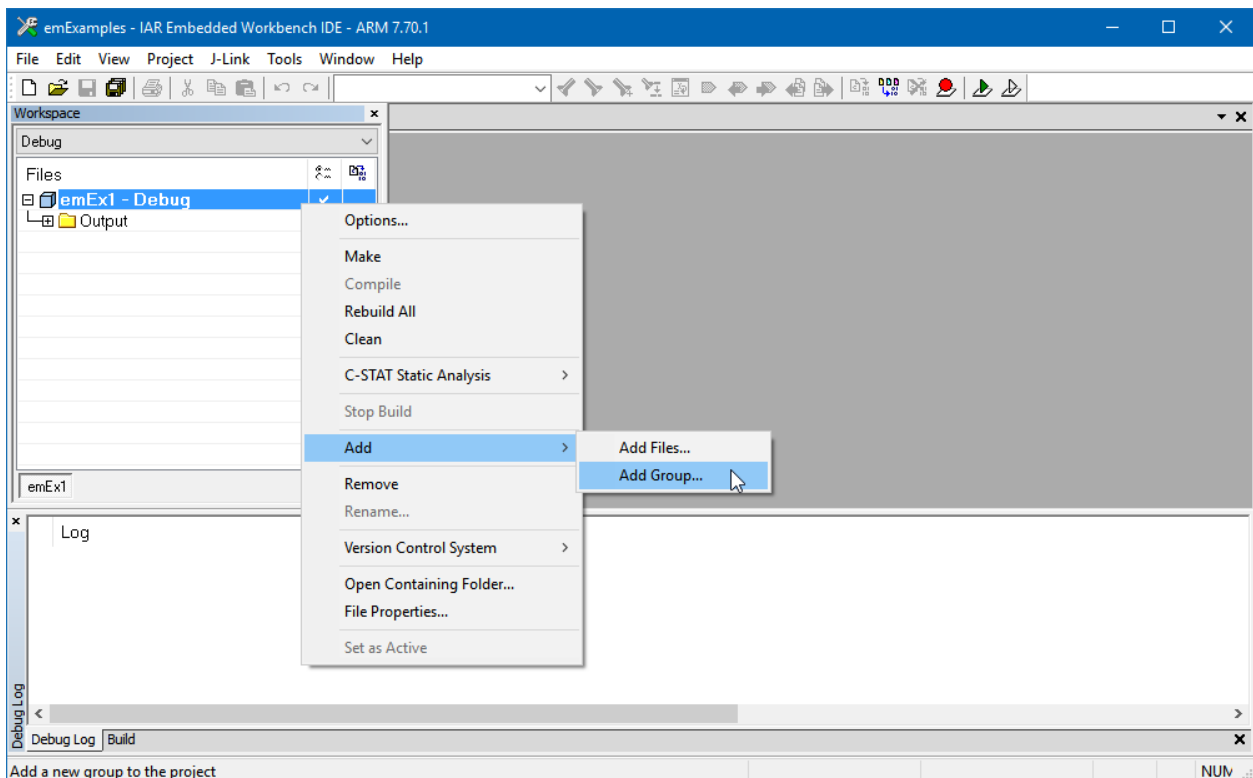 emExamples - IAR Embedded Workbench IDE - ARM 7.70.1
File Edit View Project J-Link Tools Window Help
Workspace
Debug
Files
emEx1 - Debug
Output
Options...
Make
Compile
Rebuild All
Clean
C-STAT Static Analysis
Stop Build
Add
Add Files...
Add Group...
Remove
Rename...
Version Control System
Open Containing Folder...
File Properties...
Set as Active
emEx1
Log
Debug Log
Debug Log Build
Add a new group to the project
NUM